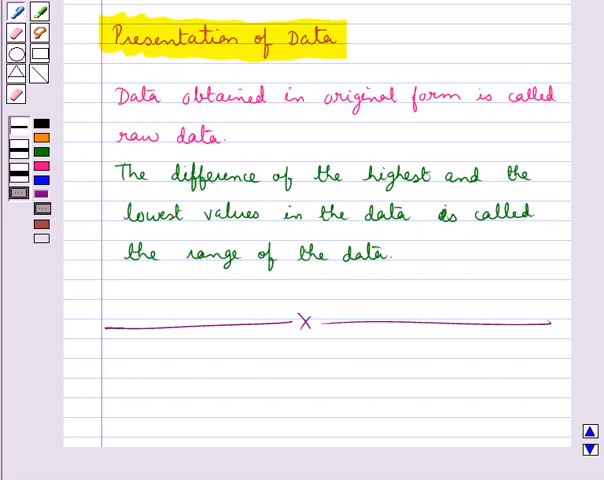 Presentation of Data
Data obtained in original form is called
raw data.
The difference of the highest and the
lowest values in the data is called
the range of the data.
X